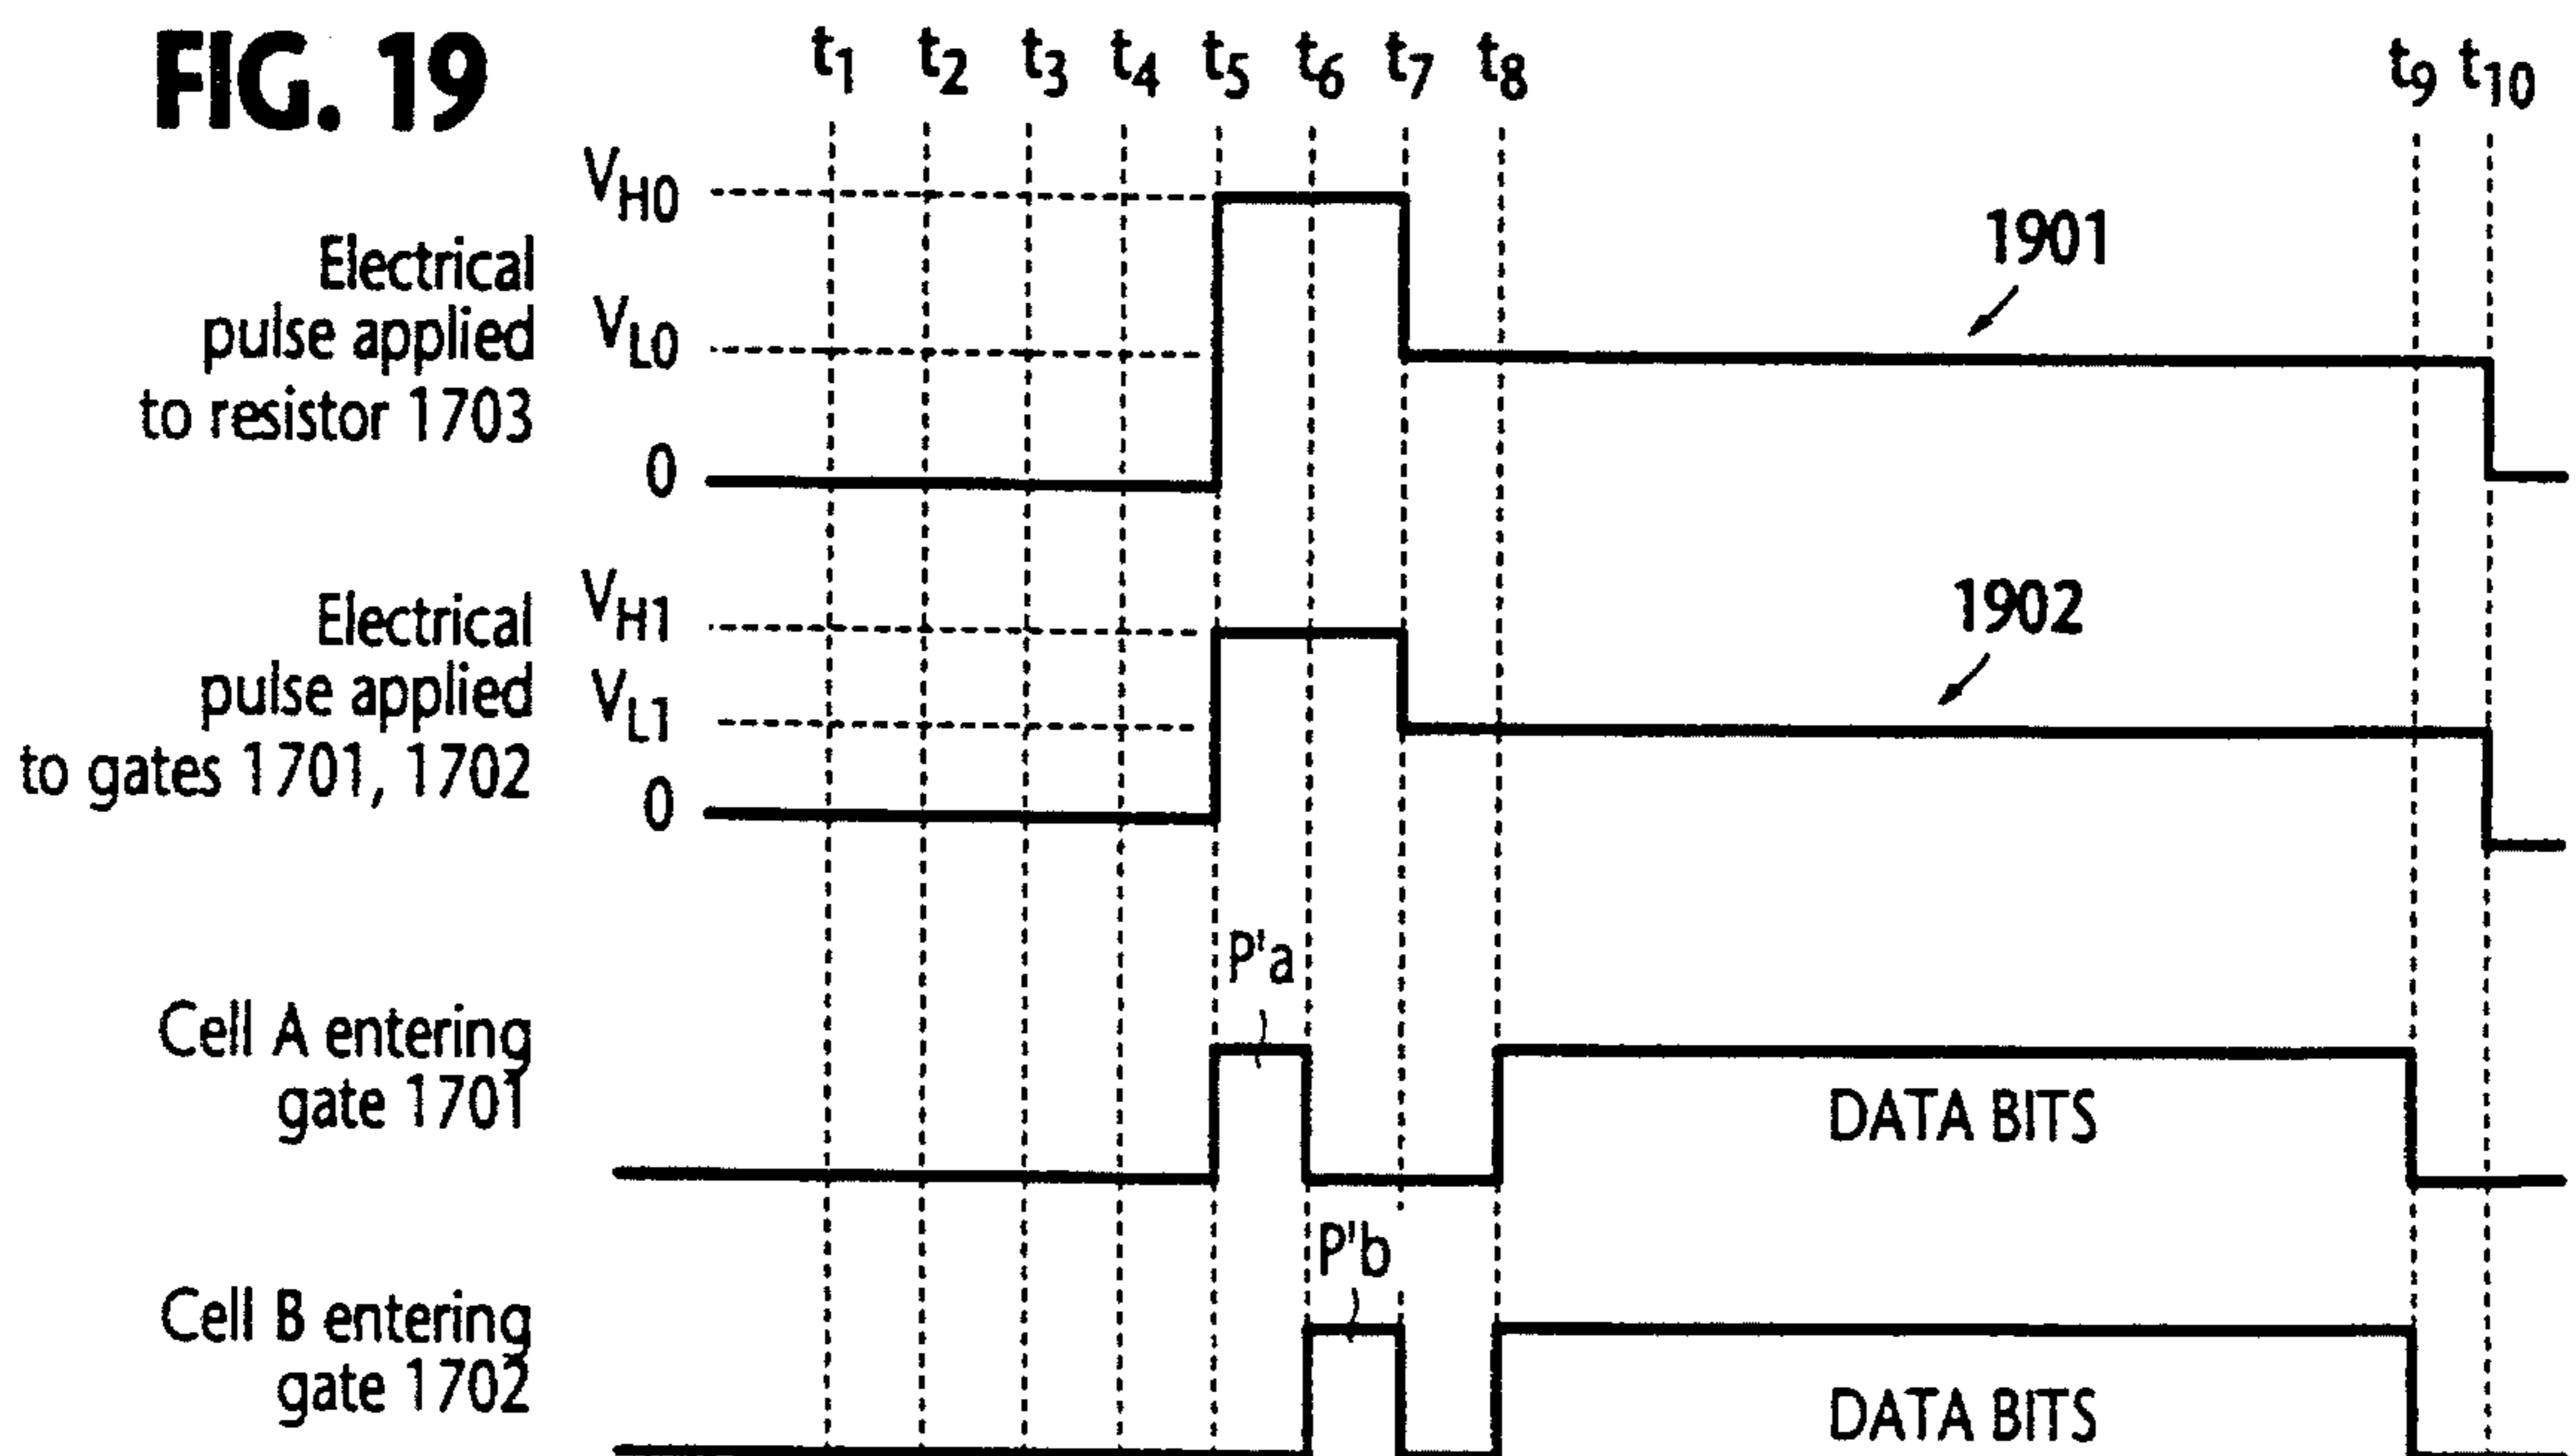 FIG. 19
t1 t2 t3 t4 t5 t6 t7 t8 t9 t10
VH0
Electrical
pulse applied
to resistor 1703
VL0
0
1901
VH1
Electrical
pulse applied
to gates 1701, 1702
VL1
0
1902
P'a
Cell A entering
gate 1701
DATA BITS
P'b
Cell B entering
gate 1702
DATA BITS